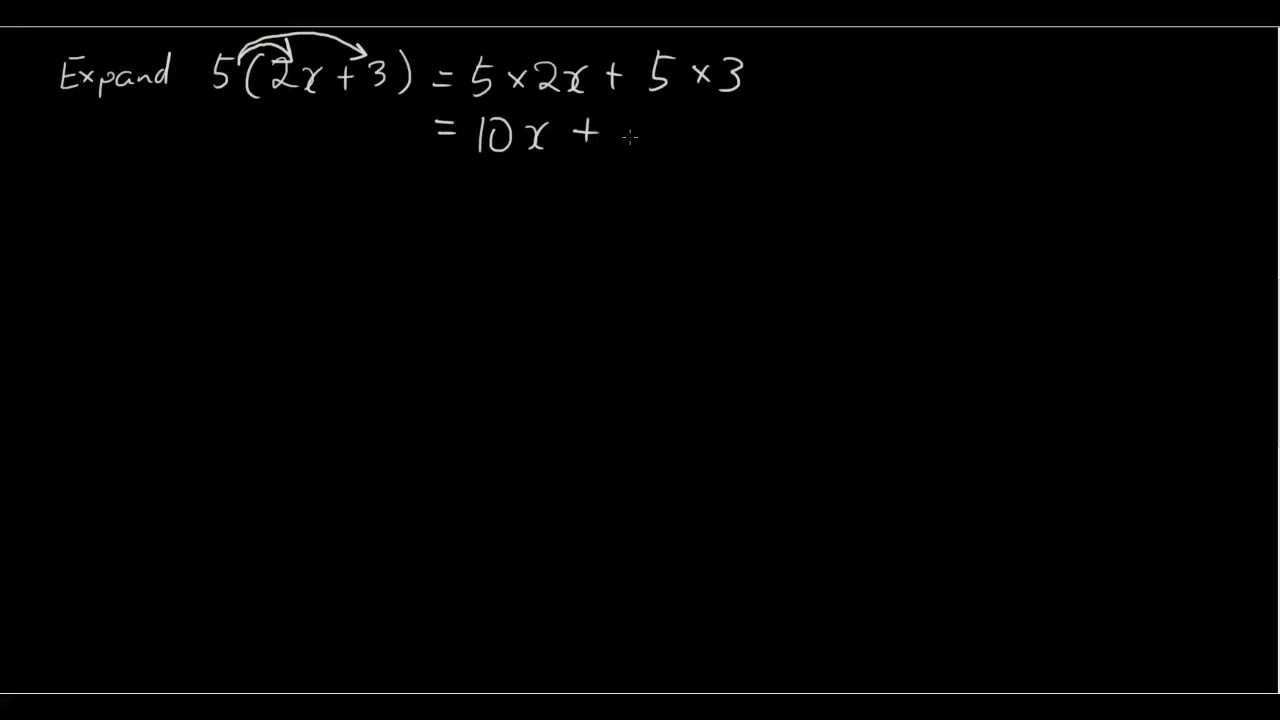 Expand 5(2x+3) = 5×2x + 5×3
= 10x +